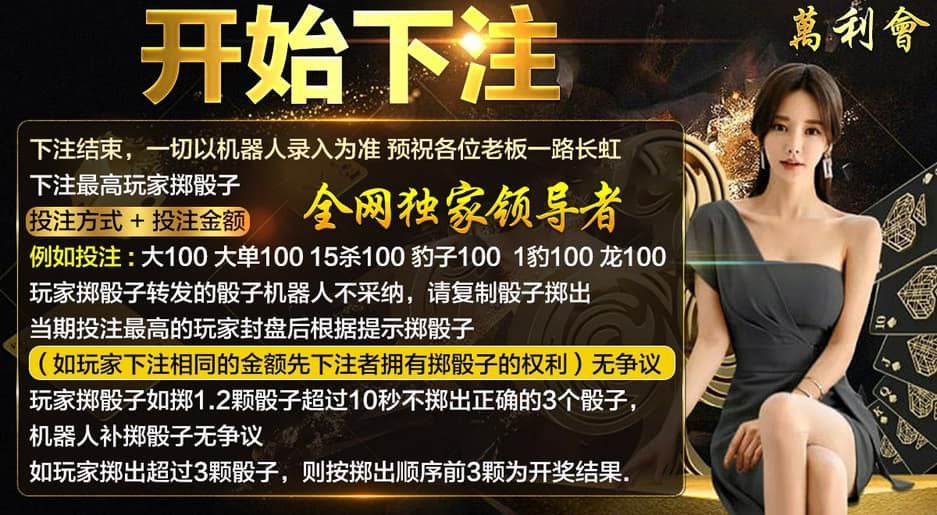 开始下注
萬利會
下注结束，一切以机器人录入为准 预祝各位老板一路长虹
下注最高玩家掷骰子
全网独家领导者
投注方式 + 投注金额
例如投注：大100 大单100 15杀100 豹子100 1豹100 龙100
玩家掷骰子转发的骰子机器人不采纳，请复制骰子掷出
当期投注最高的玩家封盘后根据提示掷骰子
（如玩家下注相同的金额先下注者拥有掷骰子的权利）无争议
玩家掷骰子如掷1.2颗骰子超过10秒不掷出正确的3个骰子，
机器人补掷骰子无争议
如玩家掷出超过3颗骰子，则按掷出顺序前3颗为开奖结果.